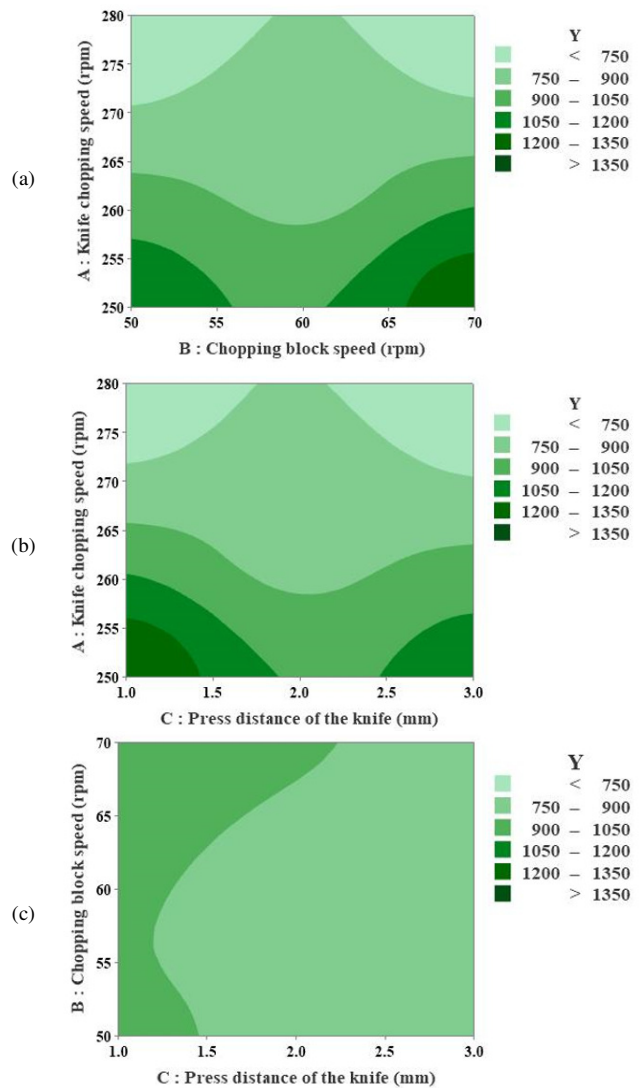 (a)
A : Knife chopping speed (rpm)
280
275
270
265
260
255
250
50 55 60 65 70
B : Chopping block speed (rpm)
Y
< 750
750 – 900
900 – 1050
1050 – 1200
1200 – 1350
> 1350
(b)
A : Knife chopping speed (rpm)
280
275
270
265
260
255
250
1.0 1.5 2.0 2.5 3.0
C : Press distance of the knife (mm)
Y
< 750
750 – 900
900 – 1050
1050 – 1200
1200 – 1350
> 1350
(c)
B : Chopping block speed (rpm)
70
65
60
55
50
1.0 1.5 2.0 2.5 3.0
C : Press distance of the knife (mm)
Y
< 750
750 – 900
900 – 1050
1050 – 1200
1200 – 1350
> 1350